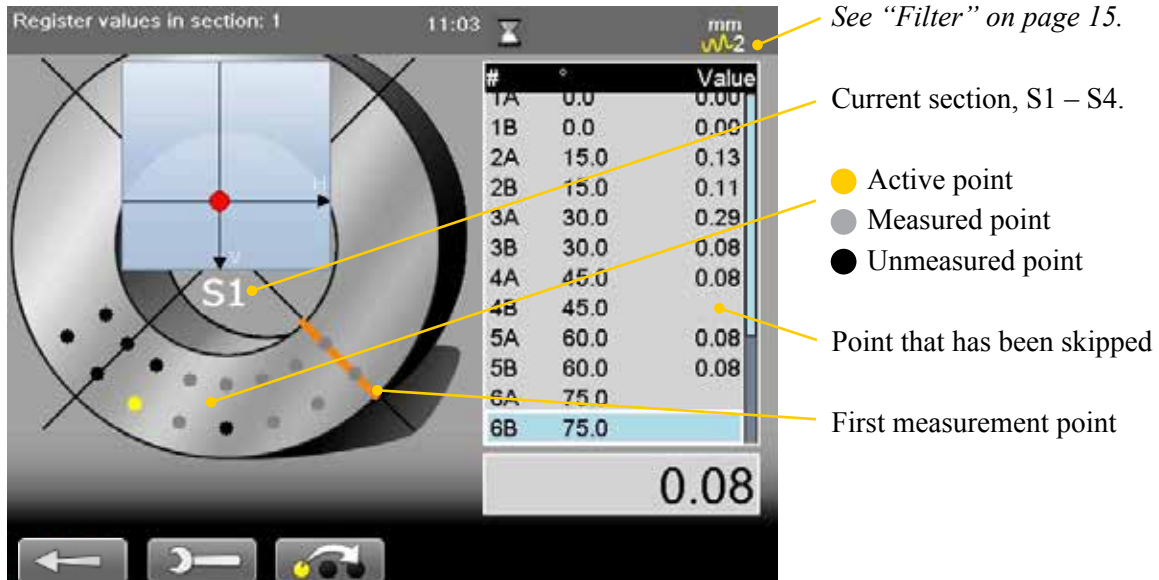 Register values in section: 1 11:03 mm
2
See “Filter” on page 15.
# ° Value
1A 0.0 0.00
1B 0.0 0.00
2A 15.0 0.13
2B 15.0 0.11
3A 30.0 0.29
3B 30.0 0.08
4A 45.0 0.08
4B 45.0
5A 60.0 0.08
5B 60.0 0.08
6A 75.0
6B 75.0
0.08
H
V
S1
Current section, S1 – S4.
Active point
Measured point
Unmeasured point
Point that has been skipped
First measurement point